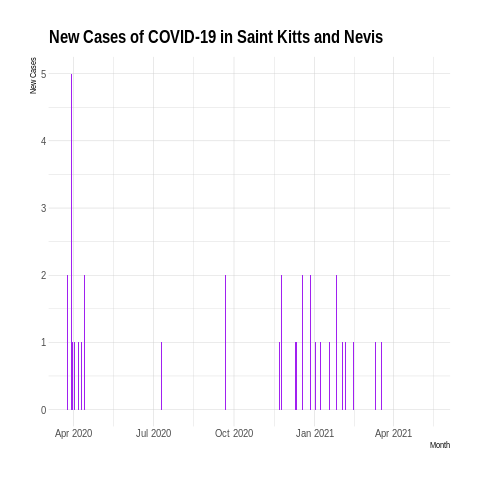 New Cases of COVID-19 in Saint Kitts and Nevis
New Cases
5
4
3
2
1
0
Apr 2020 Jul 2020 Oct 2020 Jan 2021 Apr 2021
Month